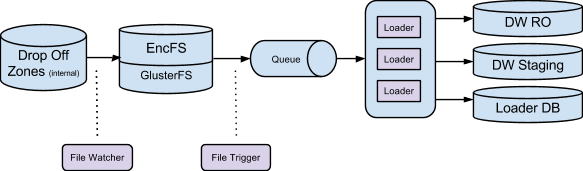 Drop Off
Zones (internal)
EncFS
GlusterFS
Queue
Loader
Loader
Loader
DW RO
DW Staging
Loader DB
File Watcher
File Trigger